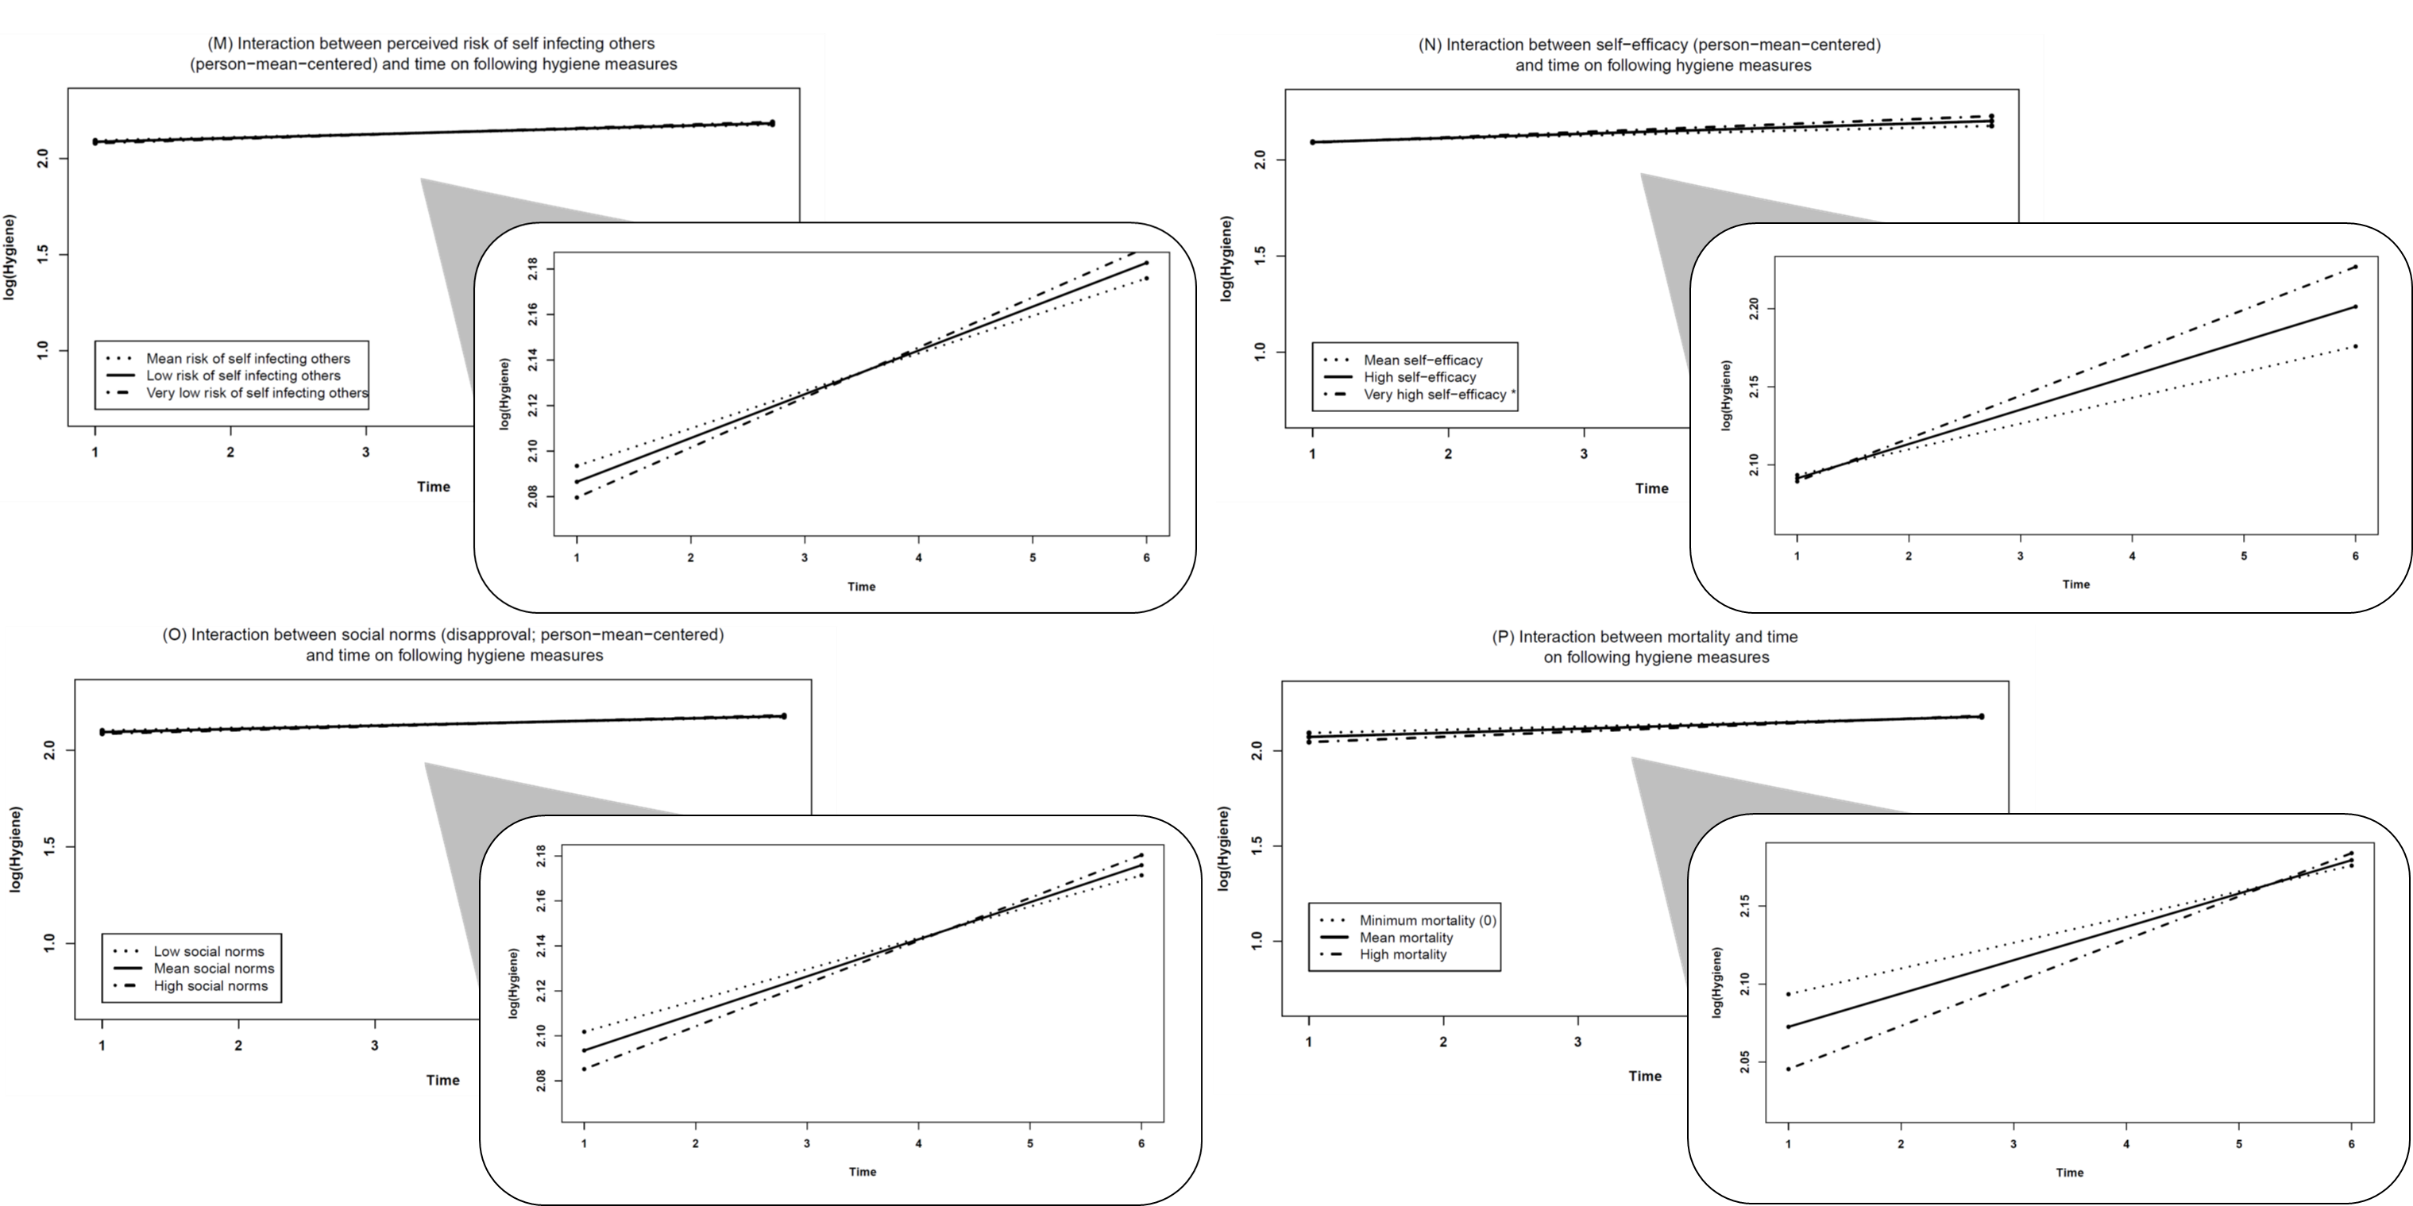 (M) Interaction between perceived risk of self infecting others
(person−mean−centered) and time on following hygiene measures
log(Hygiene)
2.0
1.5
1.0
Mean risk of self infecting others
Low risk of self infecting others
Very low risk of self infecting others
1 2 3
Time
log(Hygiene)
2.18
2.16
2.14
2.12
2.10
2.08
1 2 3 4 5 6
Time
(N) Interaction between self−efficacy (person−mean−centered)
and time on following hygiene measures
log(Hygiene)
2.0
1.5
1.0
Mean self−efficacy
High self−efficacy
Very high self−efficacy *
1 2 3
Time
log(Hygiene)
2.20
2.15
2.10
1 2 3 4 5 6
Time
(O) Interaction between social norms (disapproval; person−mean−centered)
and time on following hygiene measures
log(Hygiene)
2.0
1.5
1.0
Low social norms
Mean social norms
High social norms
1 2 3
Time
log(Hygiene)
2.18
2.16
2.14
2.12
2.10
2.08
1 2 3 4 5 6
Time
(P) Interaction between mortality and time
on following hygiene measures
log(Hygiene)
2.0
1.5
1.0
Minimum mortality (0)
Mean mortality
High mortality
1 2 3
Time
log(Hygiene)
2.15
2.10
2.05
1 2 3 4 5 6
Time